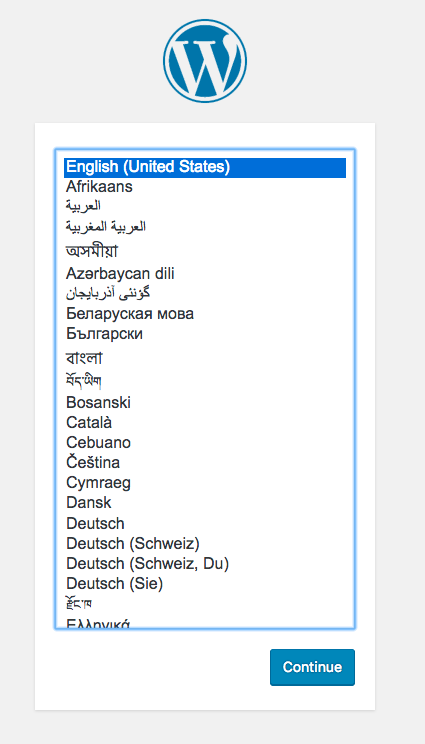 W
English (United States)
Afrikaans
العربية
العربية المغربية
অসমীয়া
Azərbaycan dili
گؤنئی آذربایجان
Беларуская мова
Български
বাংলা
བོད་ཡིག
Bosanski
Català
Cebuano
Čeština
Cymraeg
Dansk
Deutsch
Deutsch (Schweiz)
Deutsch (Schweiz, Du)
Deutsch (Sie)
རྫོང་ཁ
Ελληνικά
Continue